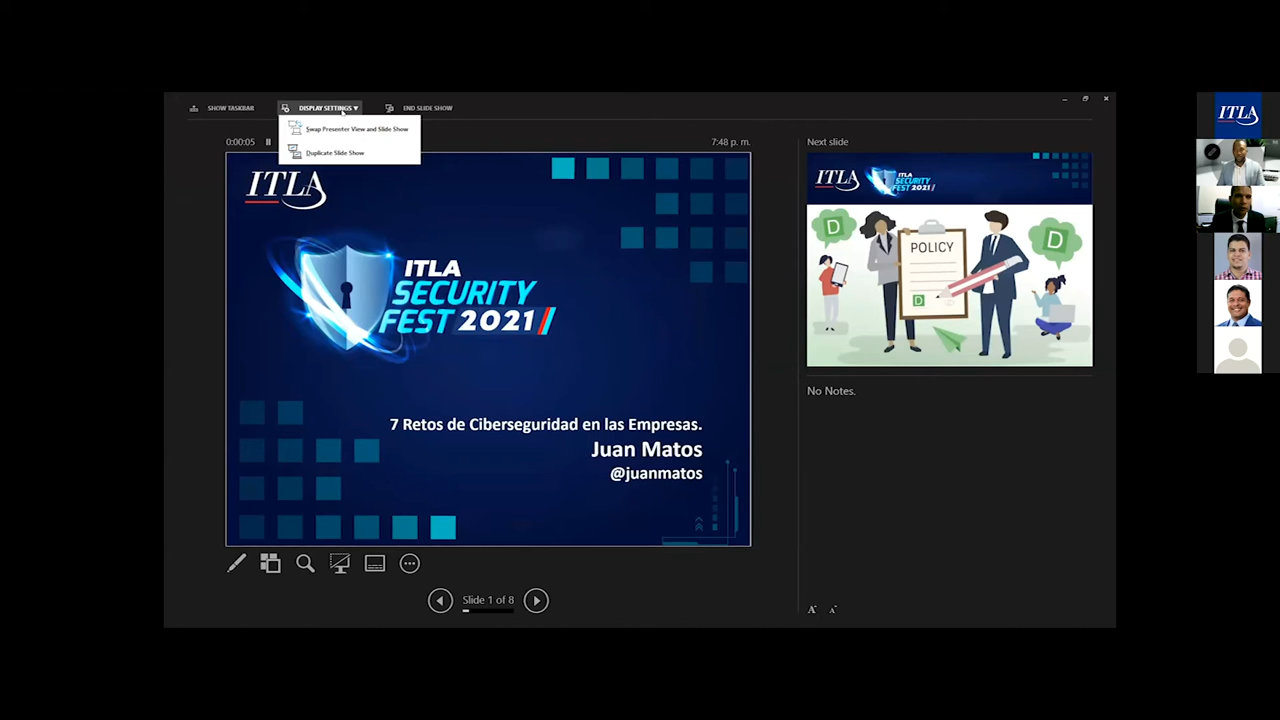 SHOW TASKBAR
DISPLAY SETTINGS ▾
END SLIDE SHOW
Swap Presenter View and Slide Show
Duplicate Slide Show
0:00:05
7:48 p. m.
ITLA
ITLA
SECURITY
FEST 2021
7 Retos de Ciberseguridad en las Empresas.
Juan Matos
@juanmatos
Slide 1 of 8
Next slide
ITLA
ITLA
SECURITY
FEST 2021
D
POLICY
D
D
No Notes.
A
A
ITLA